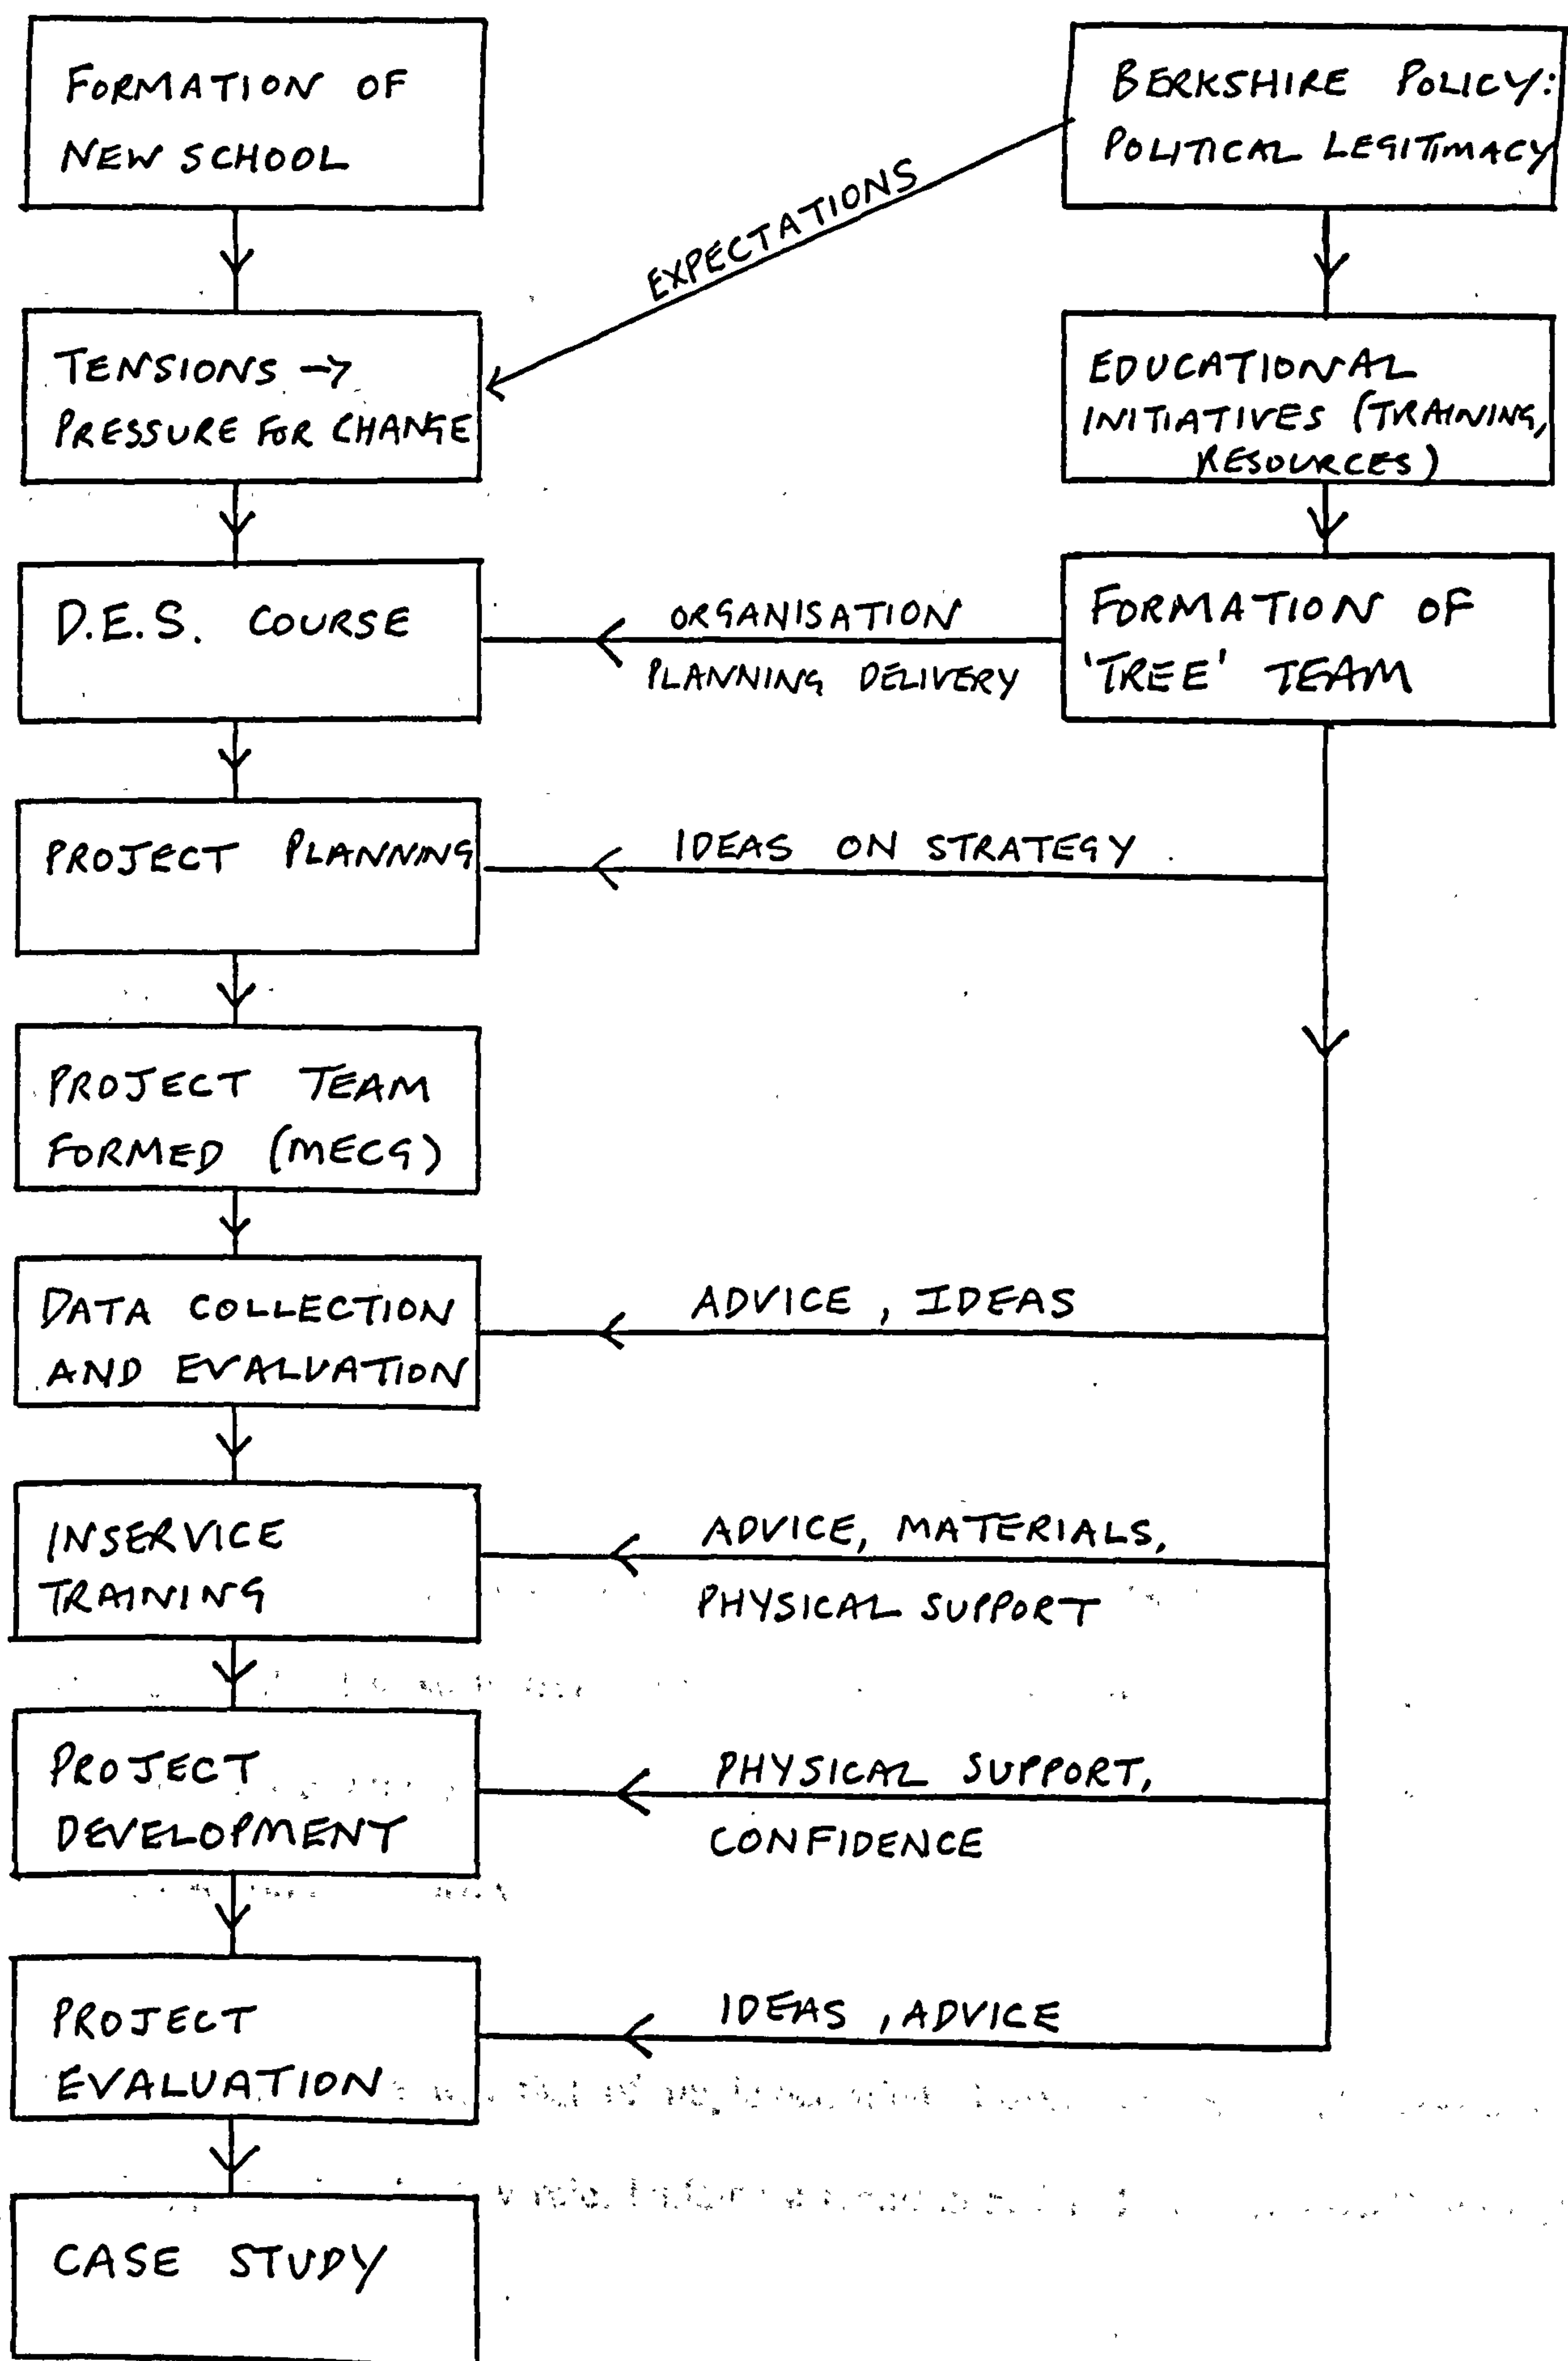 FORMATION OF
NEW SCHOOL
BERKSHIRE POLICY:
POLITICAL LEGITIMACY
EXPECTATIONS
TENSIONS →
PRESSURE FOR CHANGE
EDUCATIONAL
INITIATIVES (TRAINING,
RESOURCES)
D.E.S. COURSE
ORGANISATION
PLANNING DELIVERY
FORMATION OF
'TREE' TEAM
PROJECT PLANNING
IDEAS ON STRATEGY
PROJECT TEAM
FORMED (MECG)
DATA COLLECTION
AND EVALUATION
ADVICE, IDEAS
INSERVICE
TRAINING
ADVICE, MATERIALS,
PHYSICAL SUPPORT
PROJECT
DEVELOPMENT
PHYSICAL SUPPORT,
CONFIDENCE
PROJECT
EVALUATION
IDEAS, ADVICE
CASE STUDY